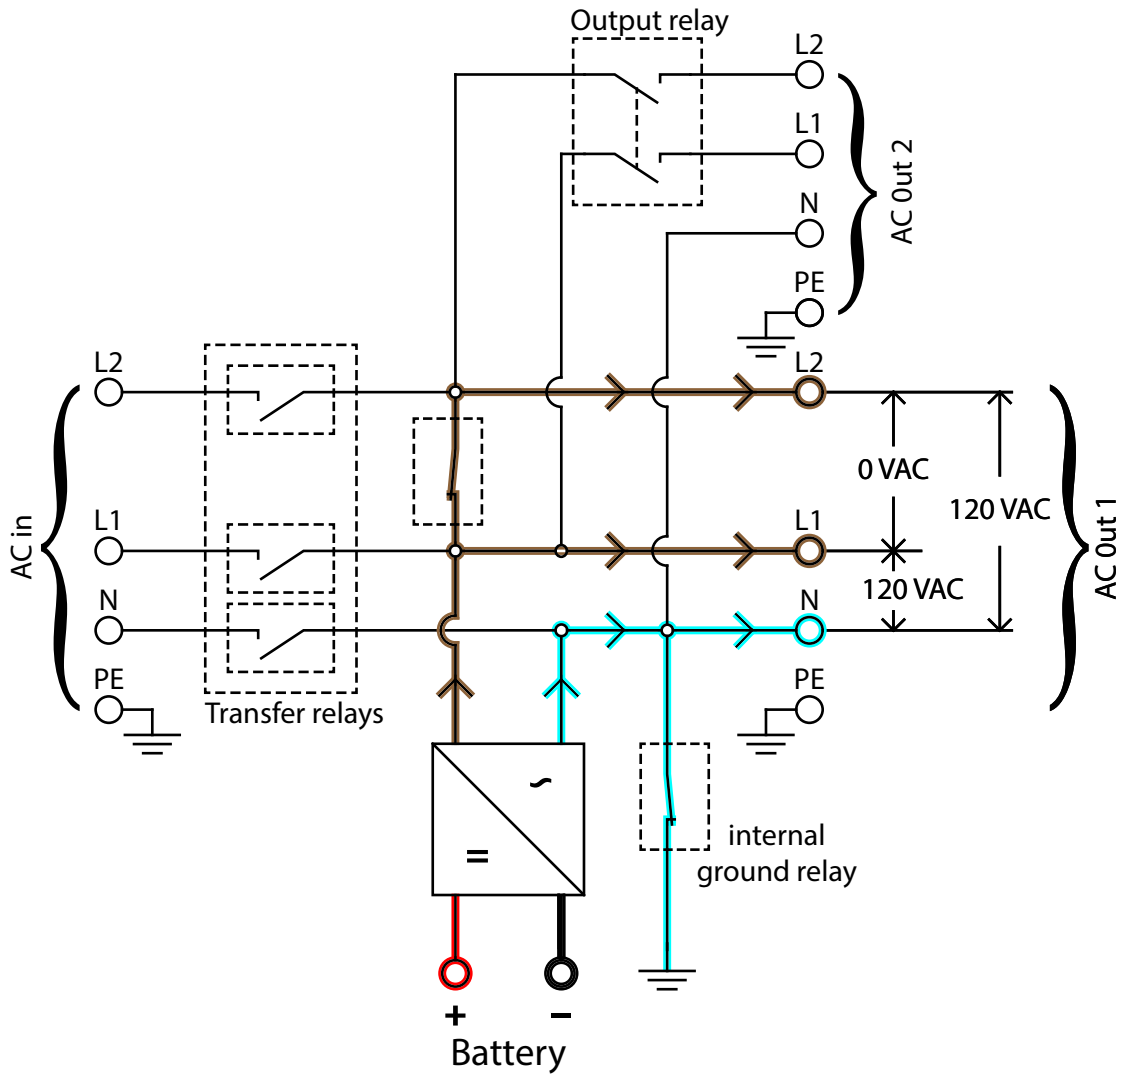 Output relay
L2
L1
N
PE
AC 0ut 2
L2
L1
N
PE
AC in
Transfer relays
L2
L1
N
PE
0 VAC
120 VAC
120 VAC
AC 0ut 1
=
∽
internal
ground relay
+
−
Battery